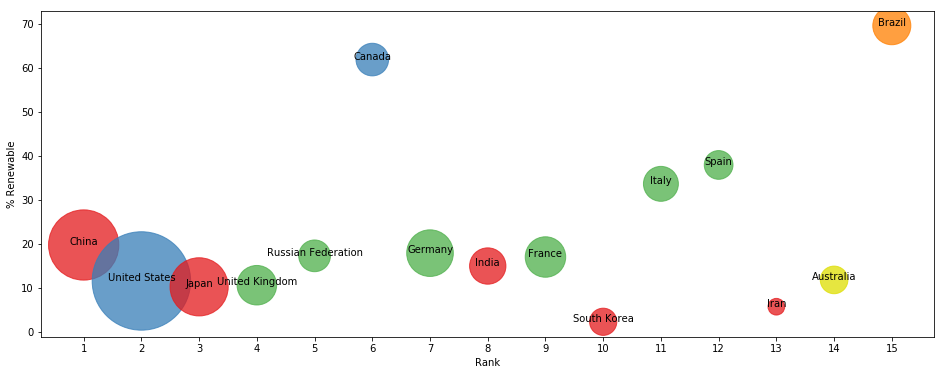 70
60
50
40
30
20
10
0
% Renewable
Brazil
Canada
Spain
Italy
China
Russian Federation
Germany
France
India
United States
Japan
United Kingdom
Australia
Iran
South Korea
1 2 3 4 5 6 7 8 9 10 11 12 13 14 15
Rank